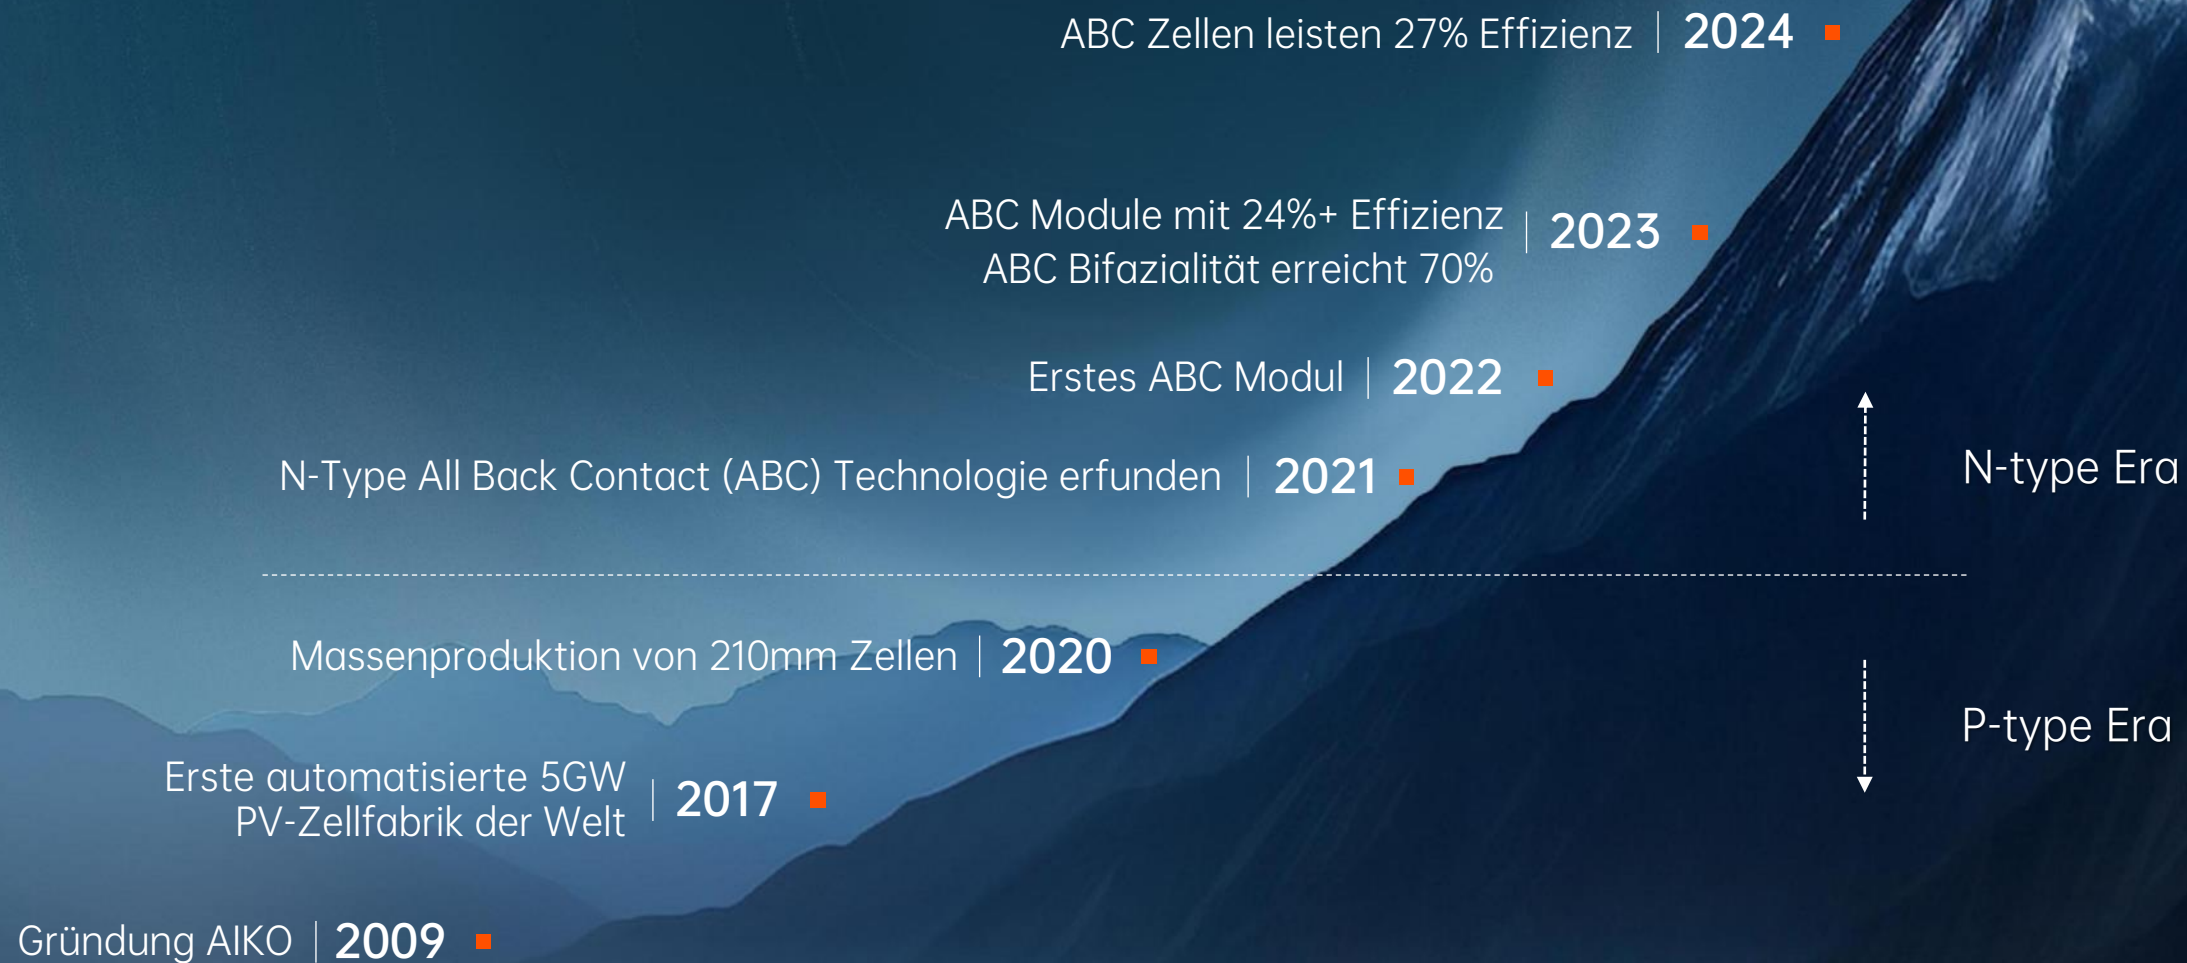 ABC Zellen leisten 27% Effizienz | 2024
ABC Module mit 24%+ Effizienz | 2023
ABC Bifazialität erreicht 70%
Erstes ABC Modul | 2022
N-Type All Back Contact (ABC) Technologie erfunden | 2021
N-type Era
Massenproduktion von 210mm Zellen | 2020
P-type Era
Erste automatisierte 5GW
PV-Zellfabrik der Welt | 2017
Gründung AIKO | 2009